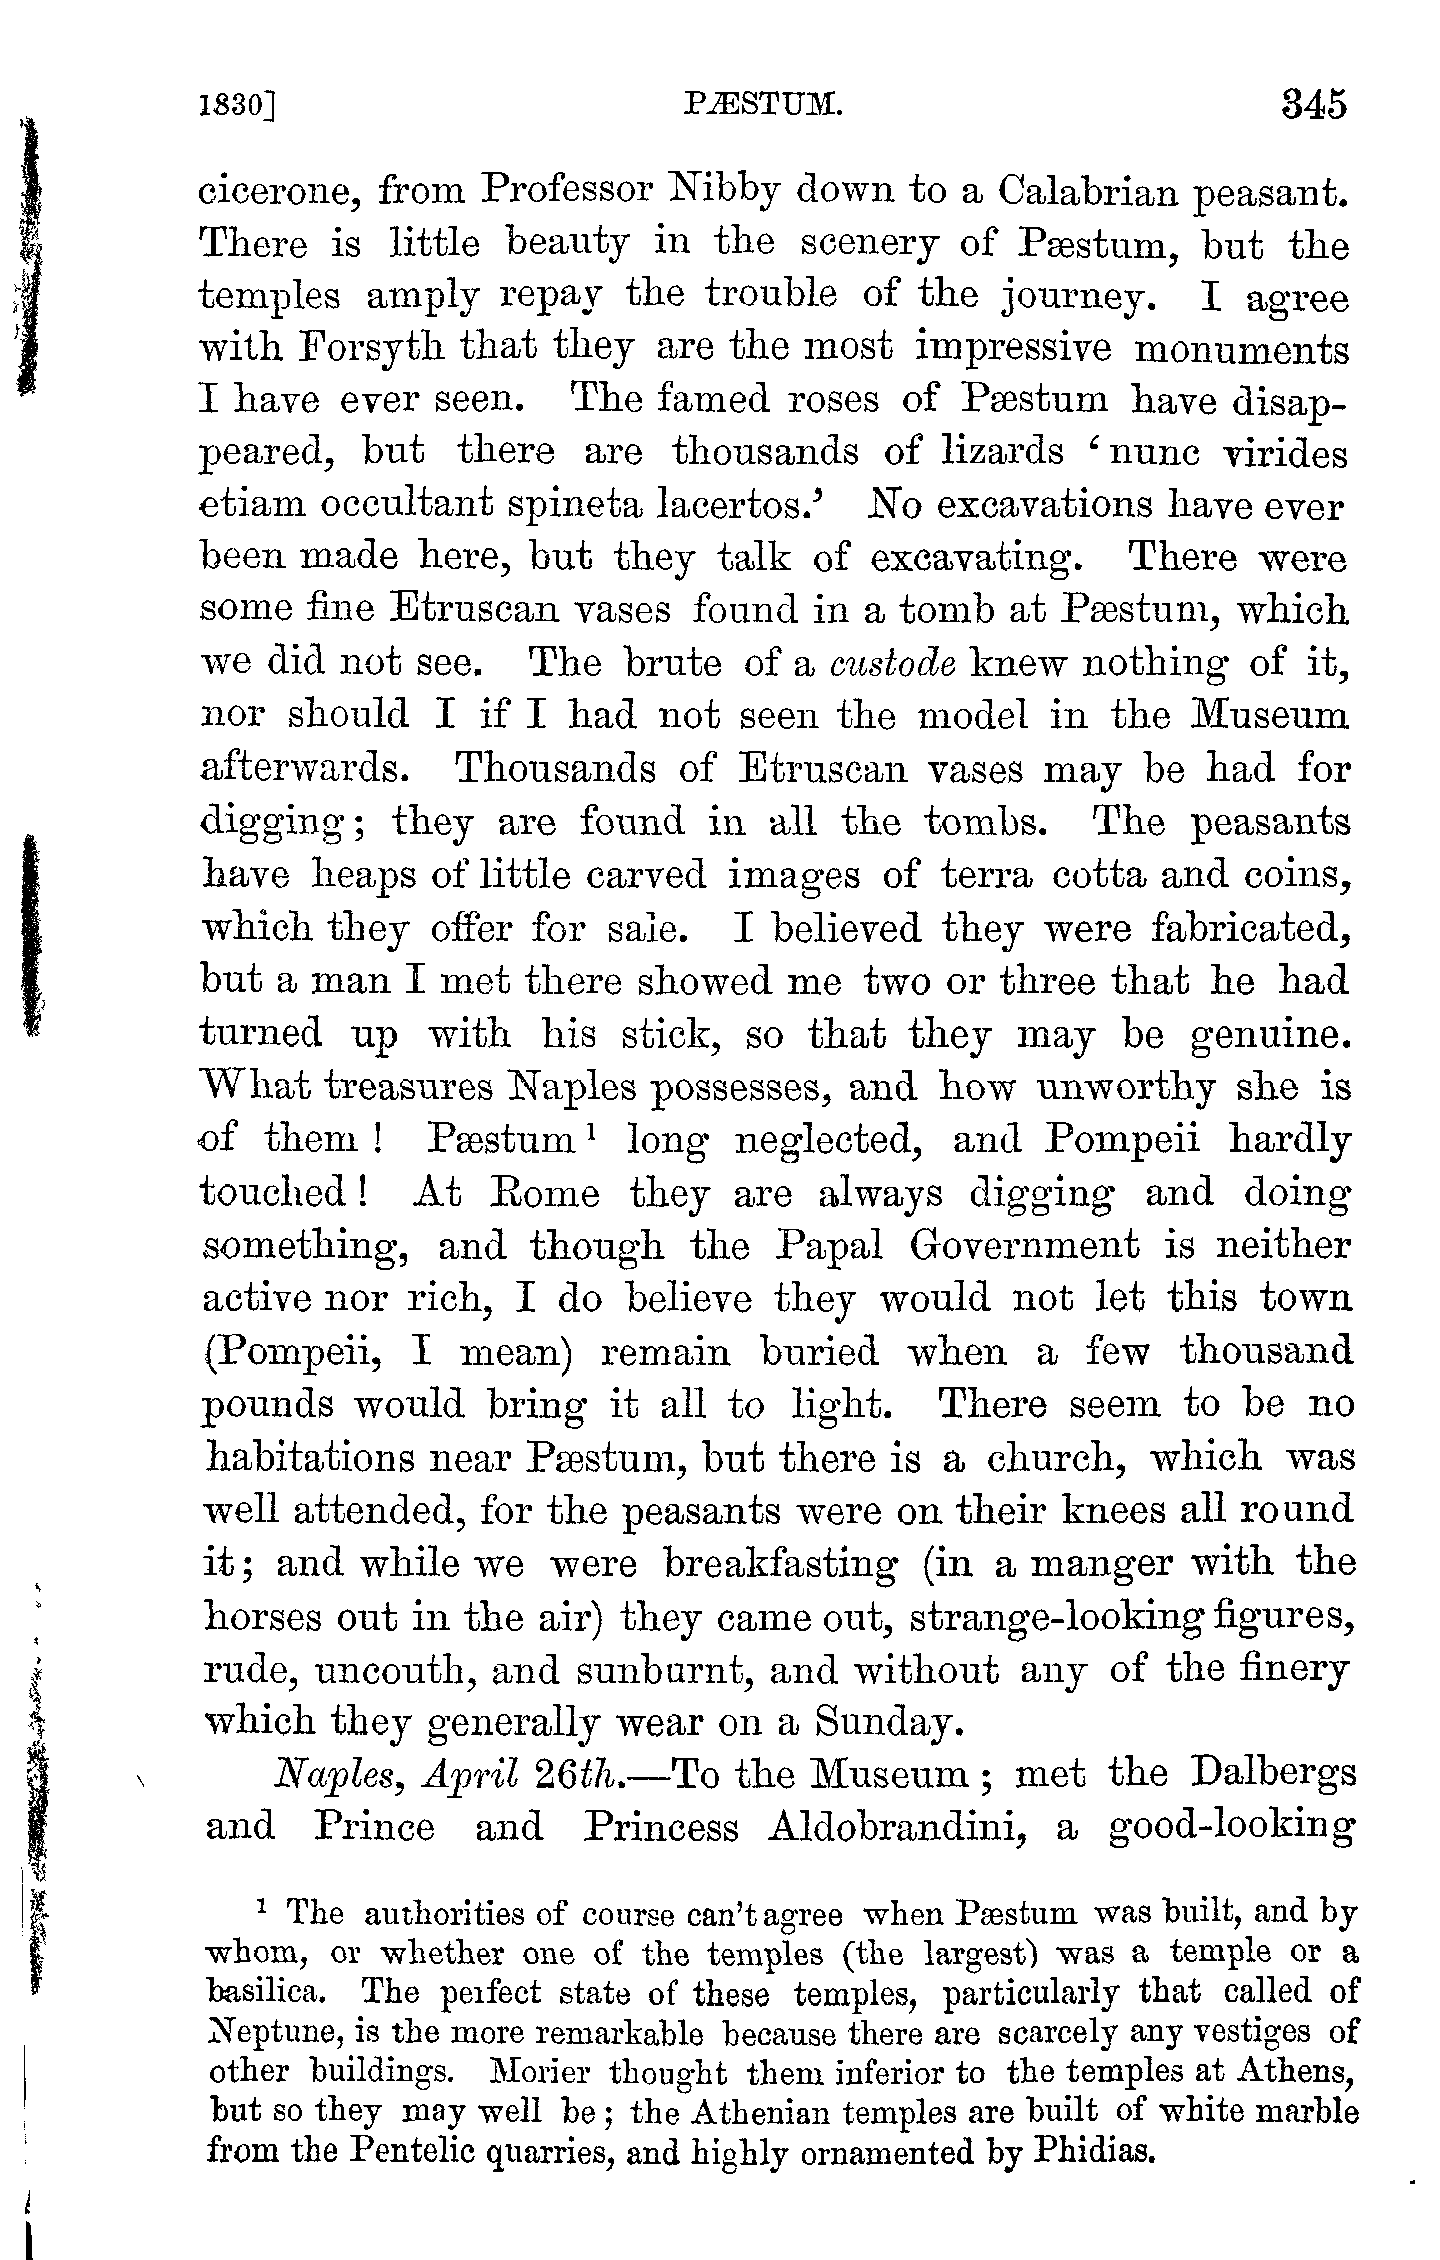 1830] PÆSTUM. 345
cicerone, from Professor Nibby down to a Calabrian peasant.
There is little beauty in the scenery of Pæstum, but the
temples amply repay the trouble of the journey. I agree
with Forsyth that they are the most impressive monuments
I have ever seen. The famed roses of Pæstum have disap-
peared, but there are thousands of lizards ‘nunc virides
etiam occultant spineta lacertos.’ No excavations have ever
been made here, but they talk of excavating. There were
some fine Etruscan vases found in a tomb at Pæstum, which
we did not see. The brute of a custode knew nothing of it,
nor should I if I had not seen the model in the Museum
afterwards. Thousands of Etruscan vases may be had for
digging; they are found in all the tombs. The peasants
have heaps of little carved images of terra cotta and coins,
which they offer for sale. I believed they were fabricated,
but a man I met there showed me two or three that he had
turned up with his stick, so that they may be genuine.
What treasures Naples possesses, and how unworthy she is
of them! Pæstum¹ long neglected, and Pompeii hardly
touched! At Rome they are always digging and doing
something, and though the Papal Government is neither
active nor rich, I do believe they would not let this town
(Pompeii, I mean) remain buried when a few thousand
pounds would bring it all to light. There seem to be no
habitations near Pæstum, but there is a church, which was
well attended, for the peasants were on their knees all round
it; and while we were breakfasting (in a manger with the
horses out in the air) they came out, strange-looking figures,
rude, uncouth, and sunburnt, and without any of the finery
which they generally wear on a Sunday.
Naples, April 26th.—To the Museum; met the Dalbergs
and Prince and Princess Aldobrandini, a good-looking
¹ The authorities of course can't agree when Pæstum was built, and by
whom, or whether one of the temples (the largest) was a temple or a
basilica. The perfect state of these temples, particularly that called of
Neptune, is the more remarkable because there are scarcely any vestiges of
other buildings. Morier thought them inferior to the temples at Athens,
but so they may well be; the Athenian temples are built of white marble
from the Pentelic quarries, and highly ornamented by Phidias.